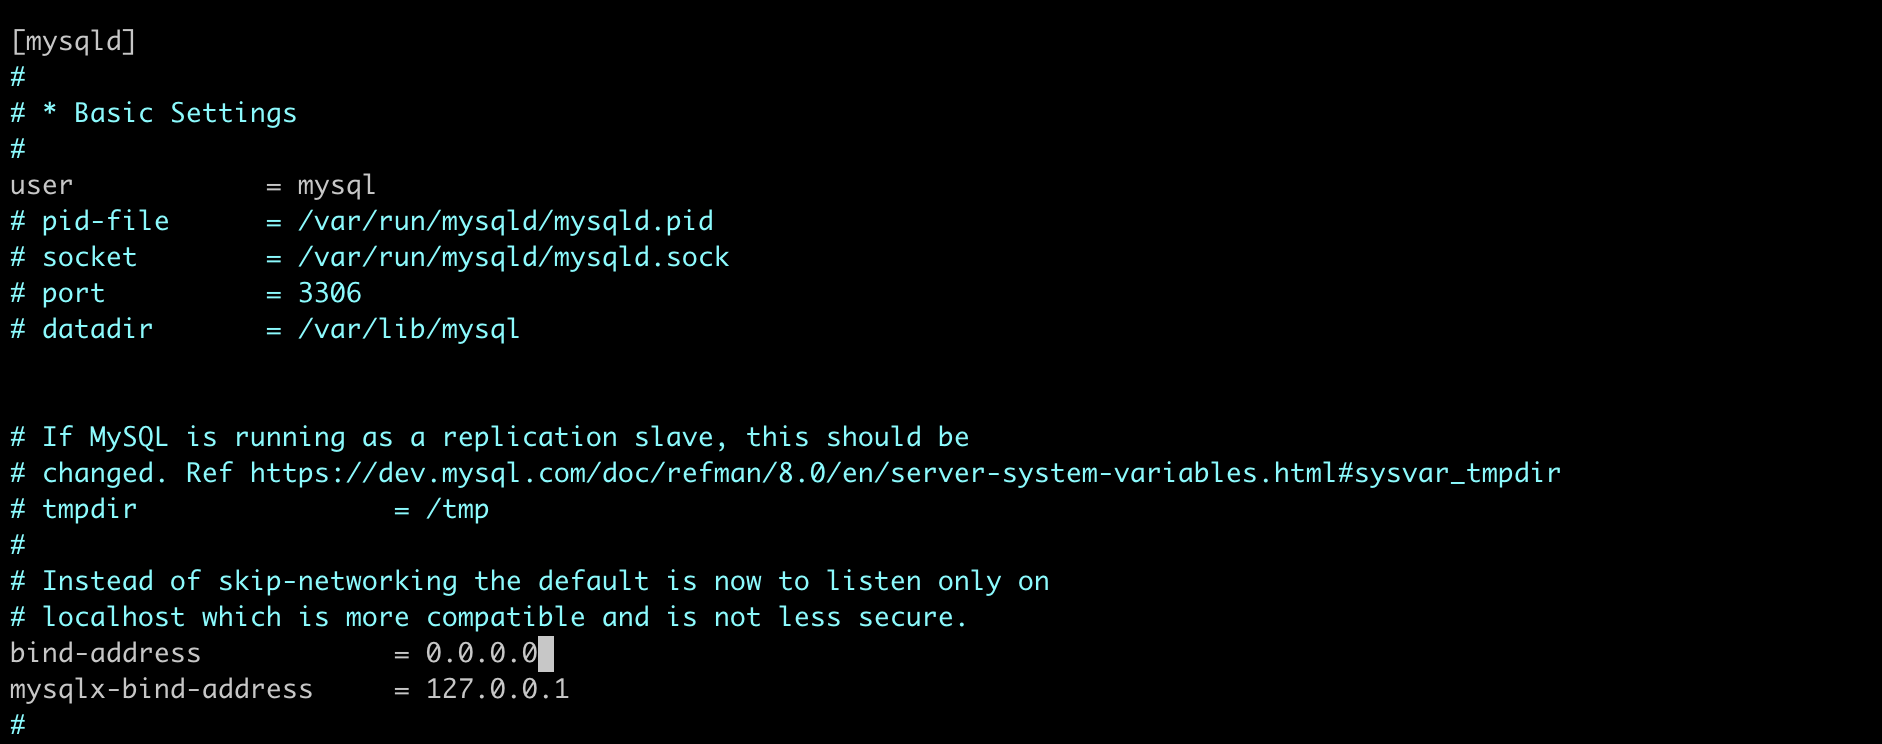 [mysqld]
#
# * Basic Settings
#
user            = mysql
# pid-file      = /var/run/mysqld/mysqld.pid
# socket        = /var/run/mysqld/mysqld.sock
# port          = 3306
# datadir       = /var/lib/mysql
# If MySQL is running as a replication slave, this should be
# changed. Ref https://dev.mysql.com/doc/refman/8.0/en/server-system-variables.html#sysvar_tmpdir
# tmpdir                = /tmp
#
# Instead of skip-networking the default is now to listen only on
# localhost which is more compatible and is not less secure.
bind-address            = 0.0.0.0
mysqlx-bind-address     = 127.0.0.1
#